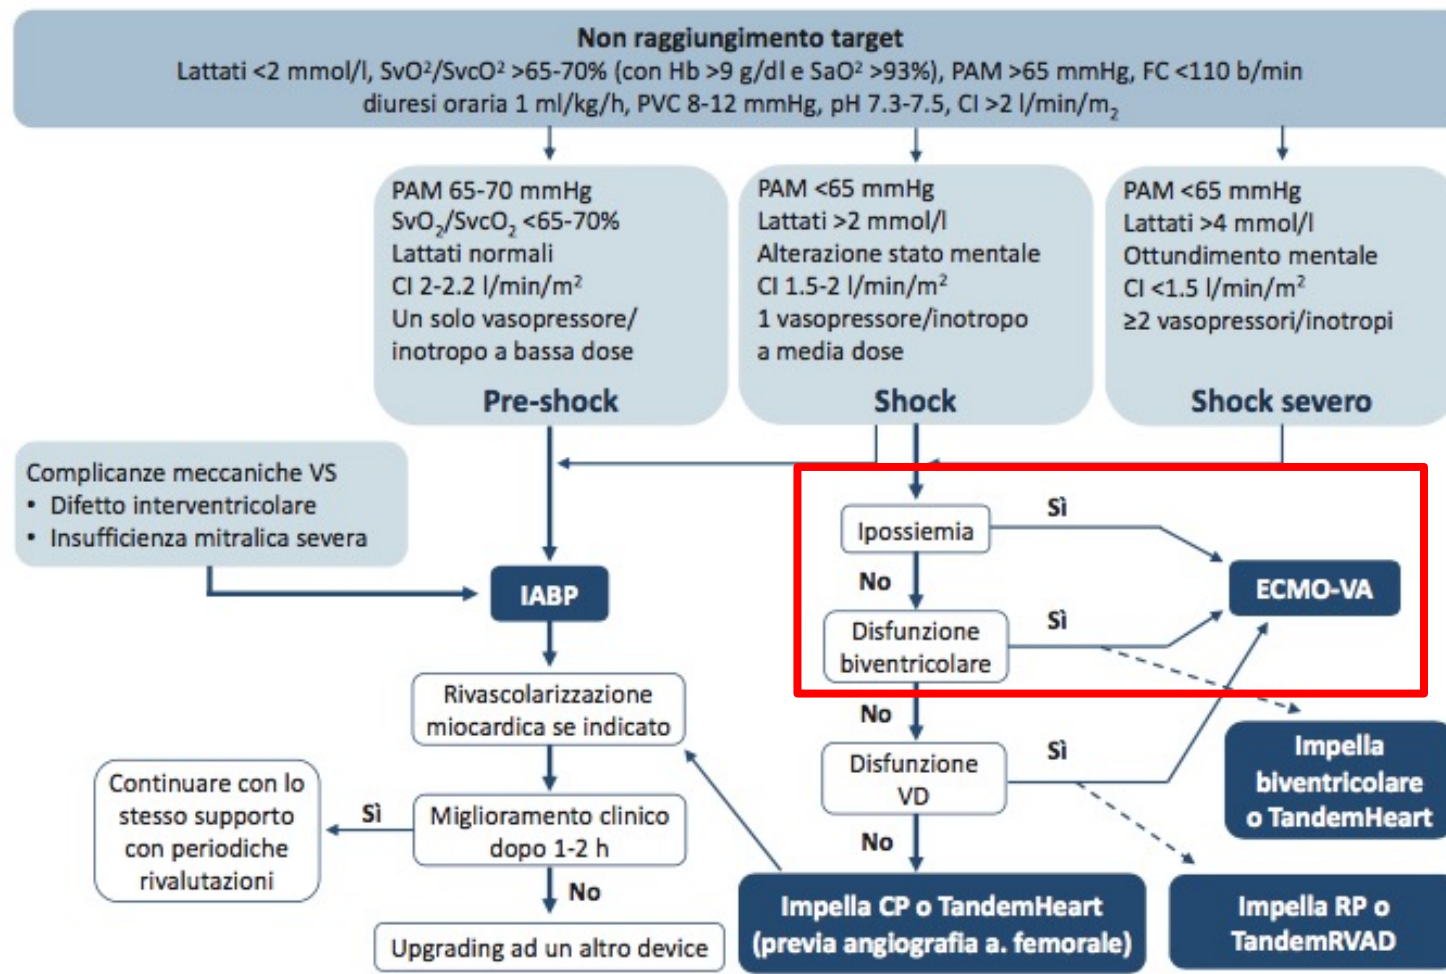 Non raggiungimento target
Lattati <2 mmol/l, SvO²/SvcO² >65-70% (con Hb >9 g/dl e SaO² >93%), PAM >65 mmHg, FC <110 b/min
diuresi oraria 1 ml/kg/h, PVC 8-12 mmHg, pH 7.3-7.5, CI >2 l/min/m₂
PAM 65-70 mmHg
SvO₂/SvcO₂ <65-70%
Lattati normali
CI 2-2.2 l/min/m²
Un solo vasopressore/
inotropo a bassa dose
Pre-shock
PAM <65 mmHg
Lattati >2 mmol/l
Alterazione stato mentale
CI 1.5-2 l/min/m²
1 vasopressore/inotropo
a media dose
Shock
PAM <65 mmHg
Lattati >4 mmol/l
Ottundimento mentale
CI <1.5 l/min/m²
≥2 vasopressori/inotropi
Shock severo
Complicanze meccaniche VS
• Difetto interventricolare
• Insufficienza mitralica severa
IABP
Rivascolarizzazione
miocardica se indicato
Miglioramento clinico
dopo 1-2 h
Sì
Continuare con lo
stesso supporto
con periodiche
rivalutazioni
No
Upgrading ad un altro device
Ipossiemia
Sì
ECMO-VA
No
Disfunzione
biventricolare
Sì
Impella
biventricolare
o TandemHeart
No
Disfunzione
VD
Sì
Impella RP o
TandemRVAD
No
Impella CP o TandemHeart
(previa angiografia a. femorale)